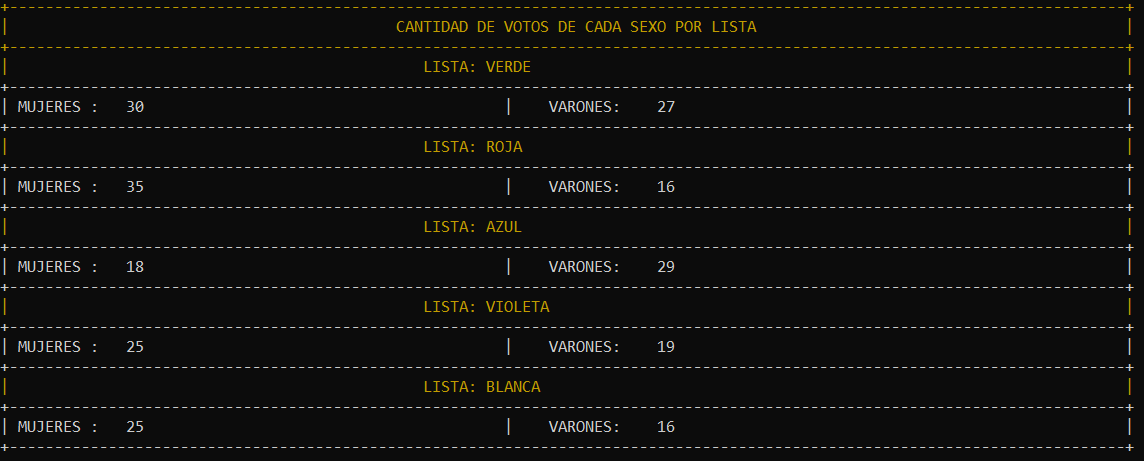 CANTIDAD DE VOTOS DE CADA SEXO POR LISTA
LISTA: VERDE
MUJERES : 30 | VARONES: 27
LISTA: ROJA
MUJERES : 35 | VARONES: 16
LISTA: AZUL
MUJERES : 18 | VARONES: 29
LISTA: VIOLETA
MUJERES : 25 | VARONES: 19
LISTA: BLANCA
MUJERES : 25 | VARONES: 16